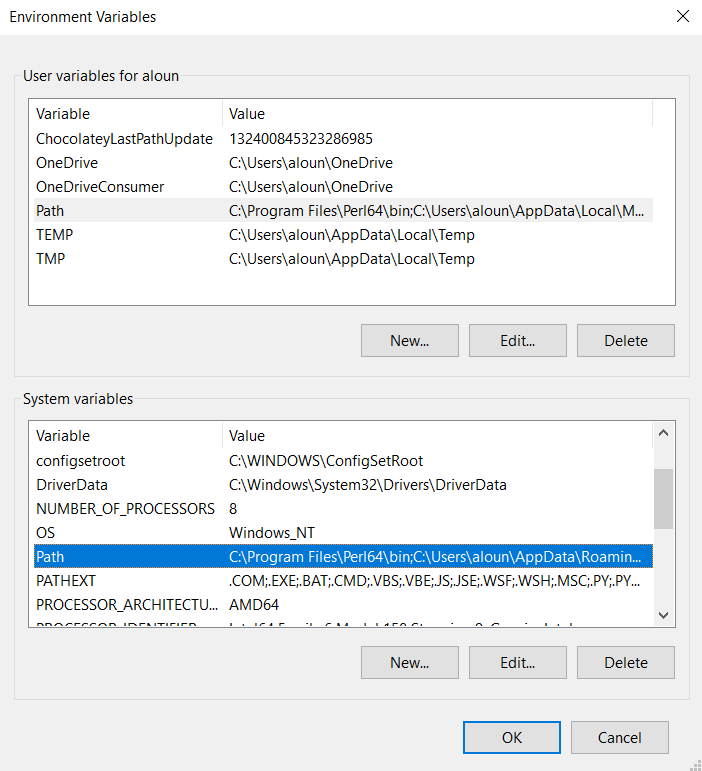 Environment Variables
User variables for aloun
Variable Value
ChocolateyLastPathUpdate 132400845323286985
OneDrive C:\Users\aloun\OneDrive
OneDriveConsumer C:\Users\aloun\OneDrive
Path C:\Program Files\Perl64\bin;C:\Users\aloun\AppData\Local\M...
TEMP C:\Users\aloun\AppData\Local\Temp
TMP C:\Users\aloun\AppData\Local\Temp
New... Edit... Delete
System variables
Variable Value
configsetroot C:\WINDOWS\ConfigSetRoot
DriverData C:\Windows\System32\Drivers\DriverData
NUMBER_OF_PROCESSORS 8
OS Windows_NT
Path C:\Program Files\Perl64\bin;C:\Users\aloun\AppData\Roamin...
PATHEXT .COM;.EXE;.BAT;.CMD;.VBS;.VBE;.JS;.JSE;.WSF;.WSH;.MSC;.PY;.PY...
PROCESSOR_ARCHITECTU... AMD64
New... Edit... Delete
OK Cancel